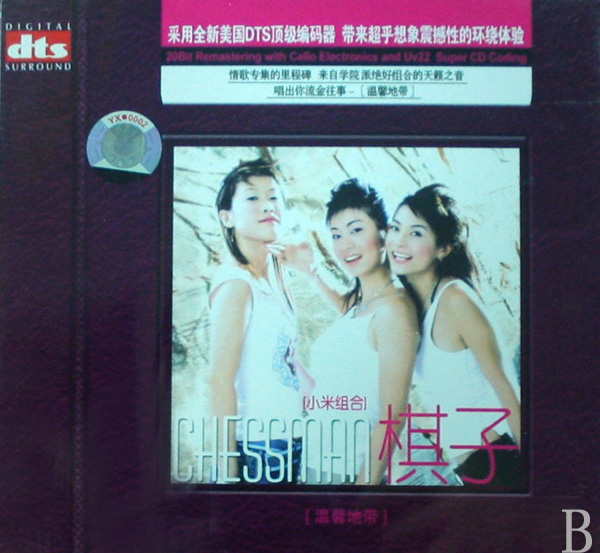 DIGITAL
dts
SURROUND
采用全新美国DTS顶级编码器 带来超乎想象震撼性的环绕体验
20Bit Remastering with Cello Electronics and Uv22 Super CD Coding
情歌专集的里程碑 来自学院派绝好组合的天籁之音
唱出你流金往事-[温馨地带]
YX●0002
[小米组合]
CHESSMAN 棋子
[温馨地带]
B